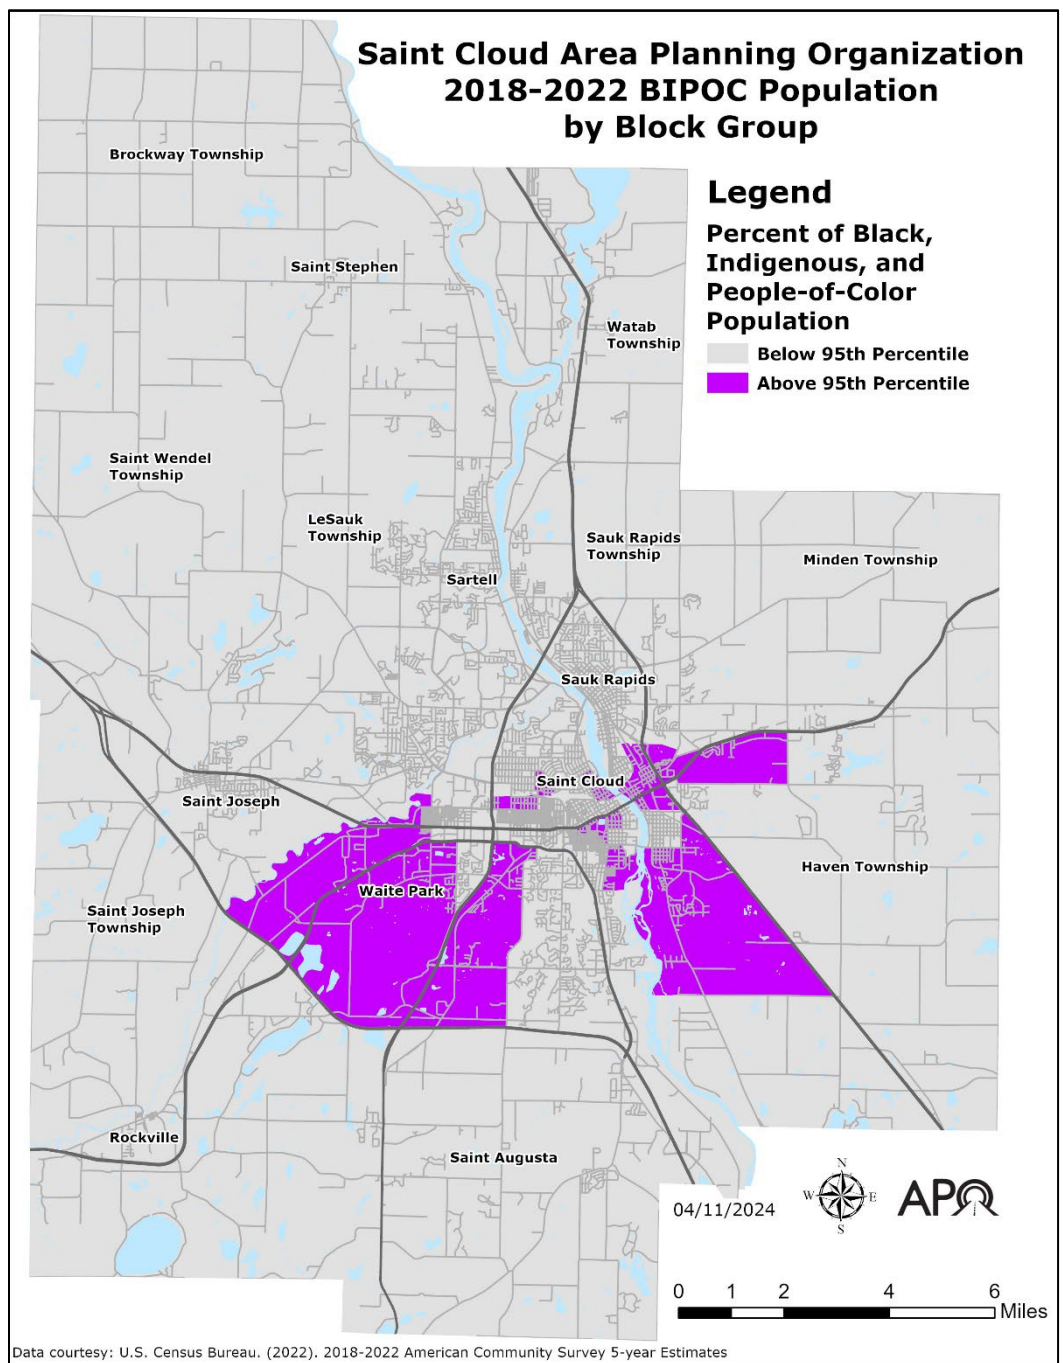 Saint Cloud Area Planning Organization
2018-2022 BIPOC Population
by Block Group
Legend
Percent of Black,
Indigenous, and
People-of-Color
Population
Below 95th Percentile
Above 95th Percentile
Brockway Township
Saint Stephen
Watab
Township
Saint Wendel
Township
LeSauk
Township
Sartell
Sauk Rapids
Township
Minden Township
Sauk Rapids
Saint Cloud
Saint Joseph
Waite Park
Haven Township
Saint Joseph
Township
Rockville
Saint Augusta
04/11/2024
N
W E
S
APO
0 1 2 4 6
Miles
Data courtesy: U.S. Census Bureau. (2022). 2018-2022 American Community Survey 5-year Estimates